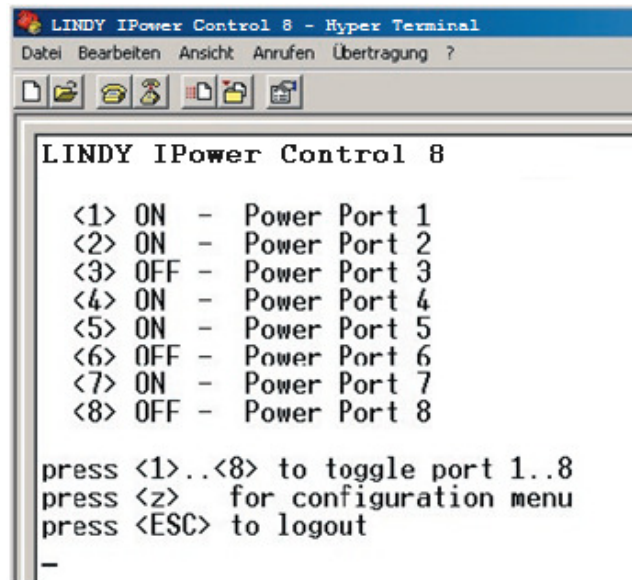 LINDY IPower Control 8 - Hyper Terminal
Datei Bearbeiten Ansicht Anrufen Übertragung ?
LINDY IPower Control 8
<1> ON - Power Port 1
<2> ON - Power Port 2
<3> OFF - Power Port 3
<4> ON - Power Port 4
<5> ON - Power Port 5
<6> OFF - Power Port 6
<7> ON - Power Port 7
<8> OFF - Power Port 8
press <1>..<8> to toggle port 1..8
press <z> for configuration menu
press <ESC> to logout